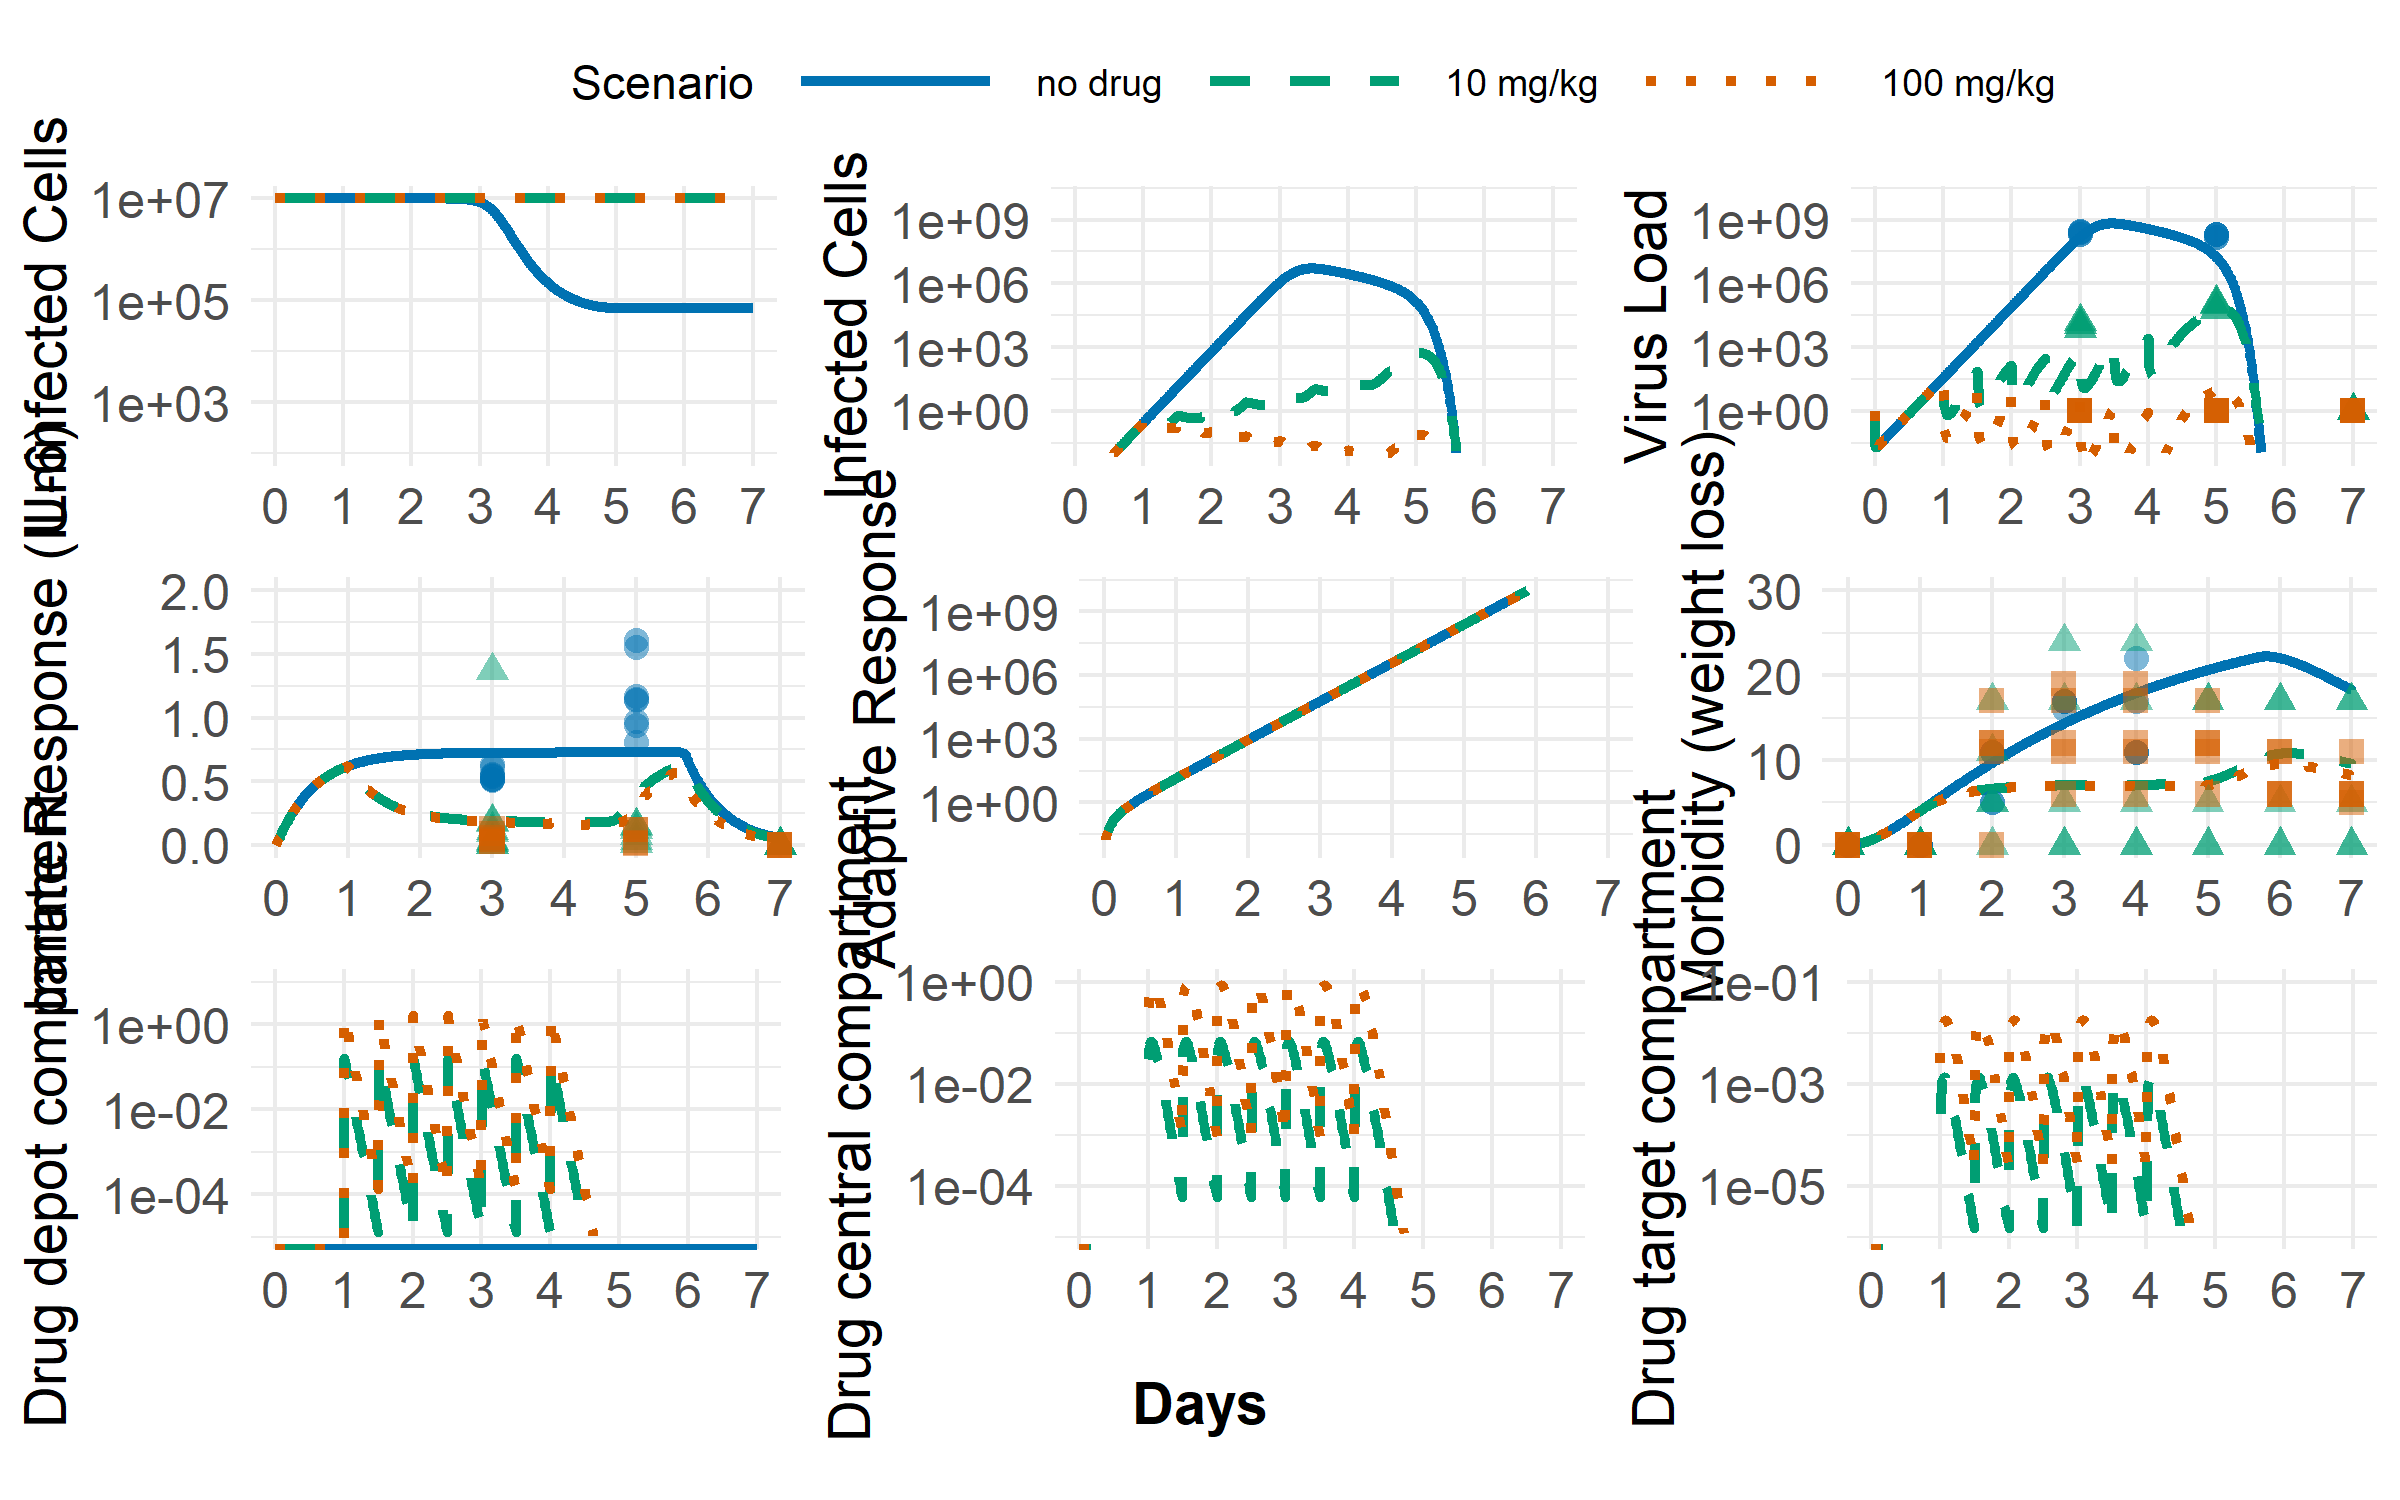 Scenario no drug 10 mg/kg 100 mg/kg
Uninfected Cells
1e+07
1e+05
1e+03
0 1 2 3 4 5 6 7
Infected Cells
1e+09
1e+06
1e+03
1e+00
0 1 2 3 4 5 6 7
Virus Load
1e+09
1e+06
1e+03
1e+00
0 1 2 3 4 5 6 7
Innate Response (IL-6)
2.0
1.5
1.0
0.5
0.0
0 1 2 3 4 5 6 7
Adaptive Response
1e+09
1e+06
1e+03
1e+00
0 1 2 3 4 5 6 7
Morbidity (weight loss)
30
20
10
0
0 1 2 3 4 5 6 7
Drug depot compartment
1e+00
1e-02
1e-04
0 1 2 3 4 5 6 7
Drug central compartment
1e+00
1e-02
1e-04
0 1 2 3 4 5 6 7
Drug target compartment
1e-01
1e-03
1e-05
0 1 2 3 4 5 6 7
Days